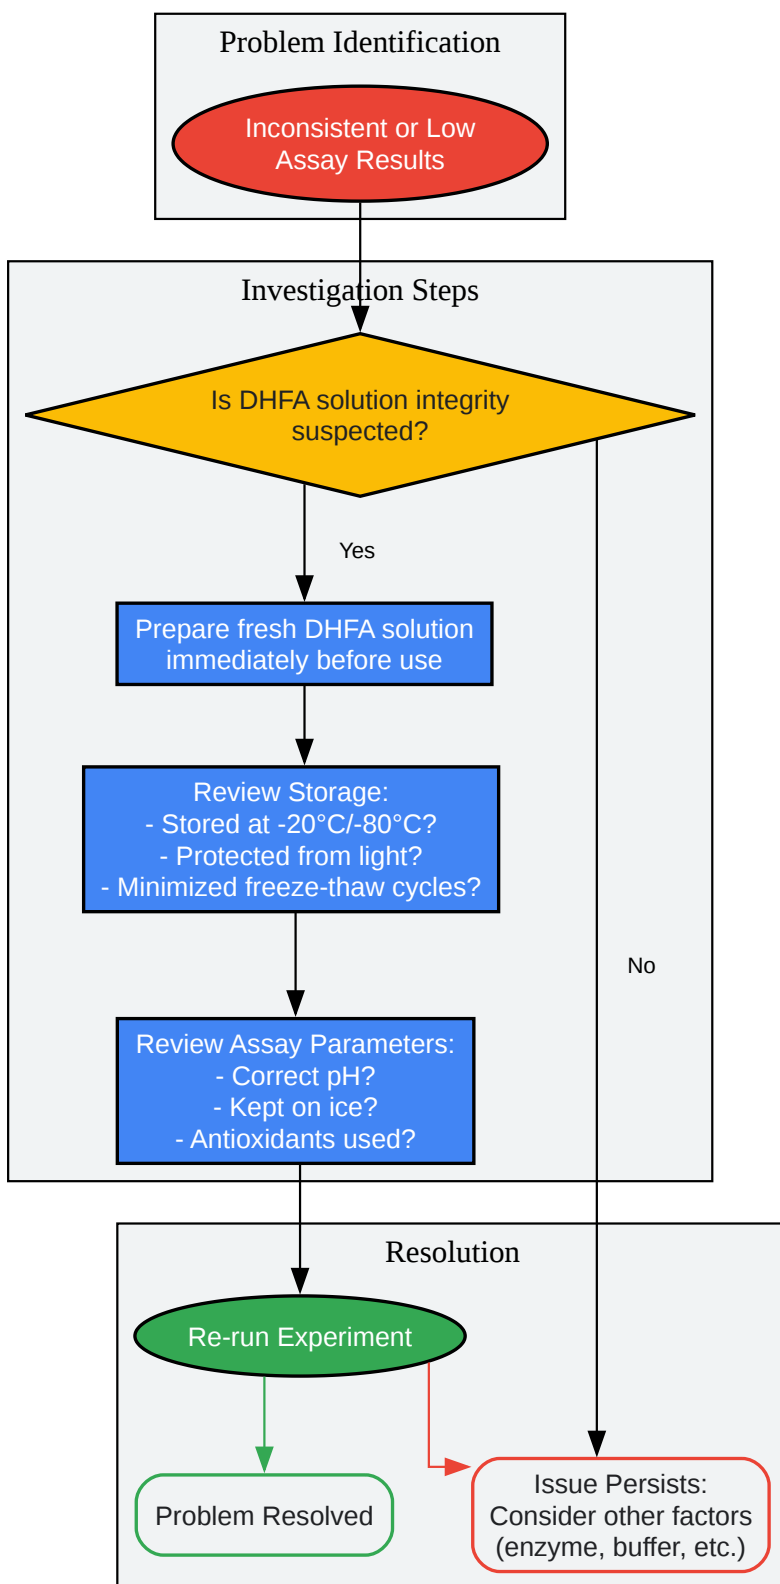 Problem Identification
Inconsistent or Low
Assay Results
Investigation Steps
Is DHFA solution integrity
suspected?
Yes
Prepare fresh DHFA solution
immediately before use
Review Storage:
- Stored at -20°C/-80°C?
- Protected from light?
- Minimized freeze-thaw cycles?
No
Review Assay Parameters:
- Correct pH?
- Kept on ice?
- Antioxidants used?
Resolution
Re-run Experiment
Problem Resolved
Issue Persists:
Consider other factors
(enzyme, buffer, etc.)